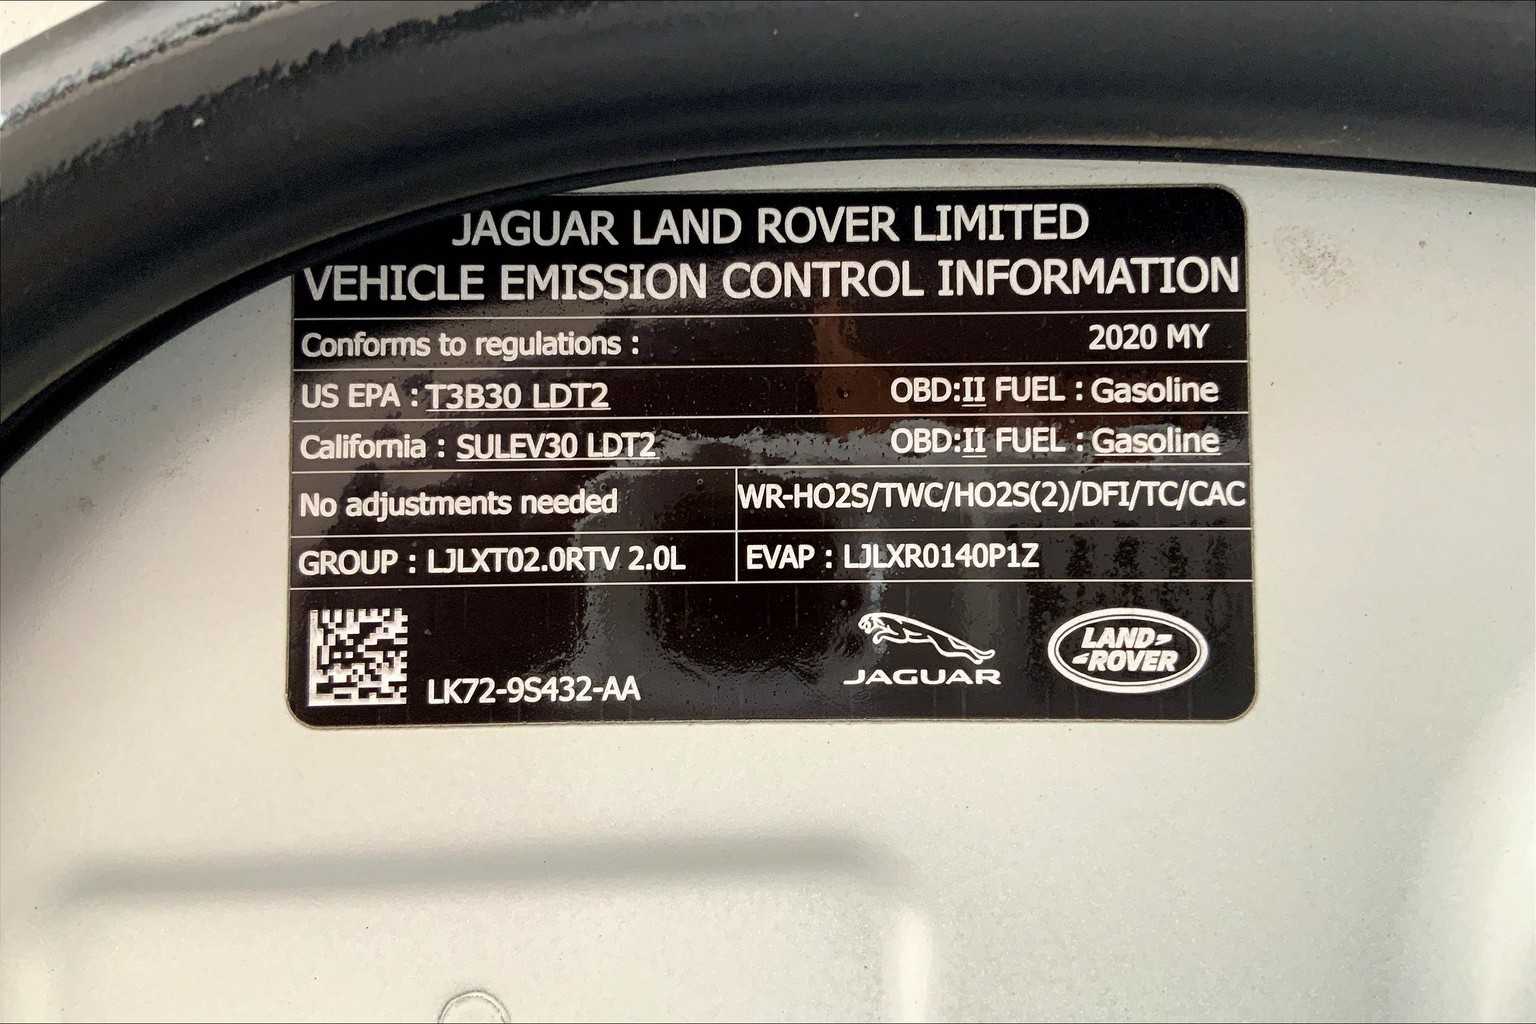 JAGUAR LAND ROVER LIMITED
VEHICLE EMISSION CONTROL INFORMATION
Conforms to regulations : 2020 MY
US EPA : T3B30 LDT2 OBD:II FUEL : Gasoline
California : SULEV30 LDT2 OBD:II FUEL : Gasoline
No adjustments needed WR-HO2S/TWC/HO2S(2)/DFI/TC/CAC
GROUP : LJLXT02.0RTV 2.0L EVAP : LJLXR0140P1Z
LK72-9S432-AA
JAGUAR
LAND-
-ROVER